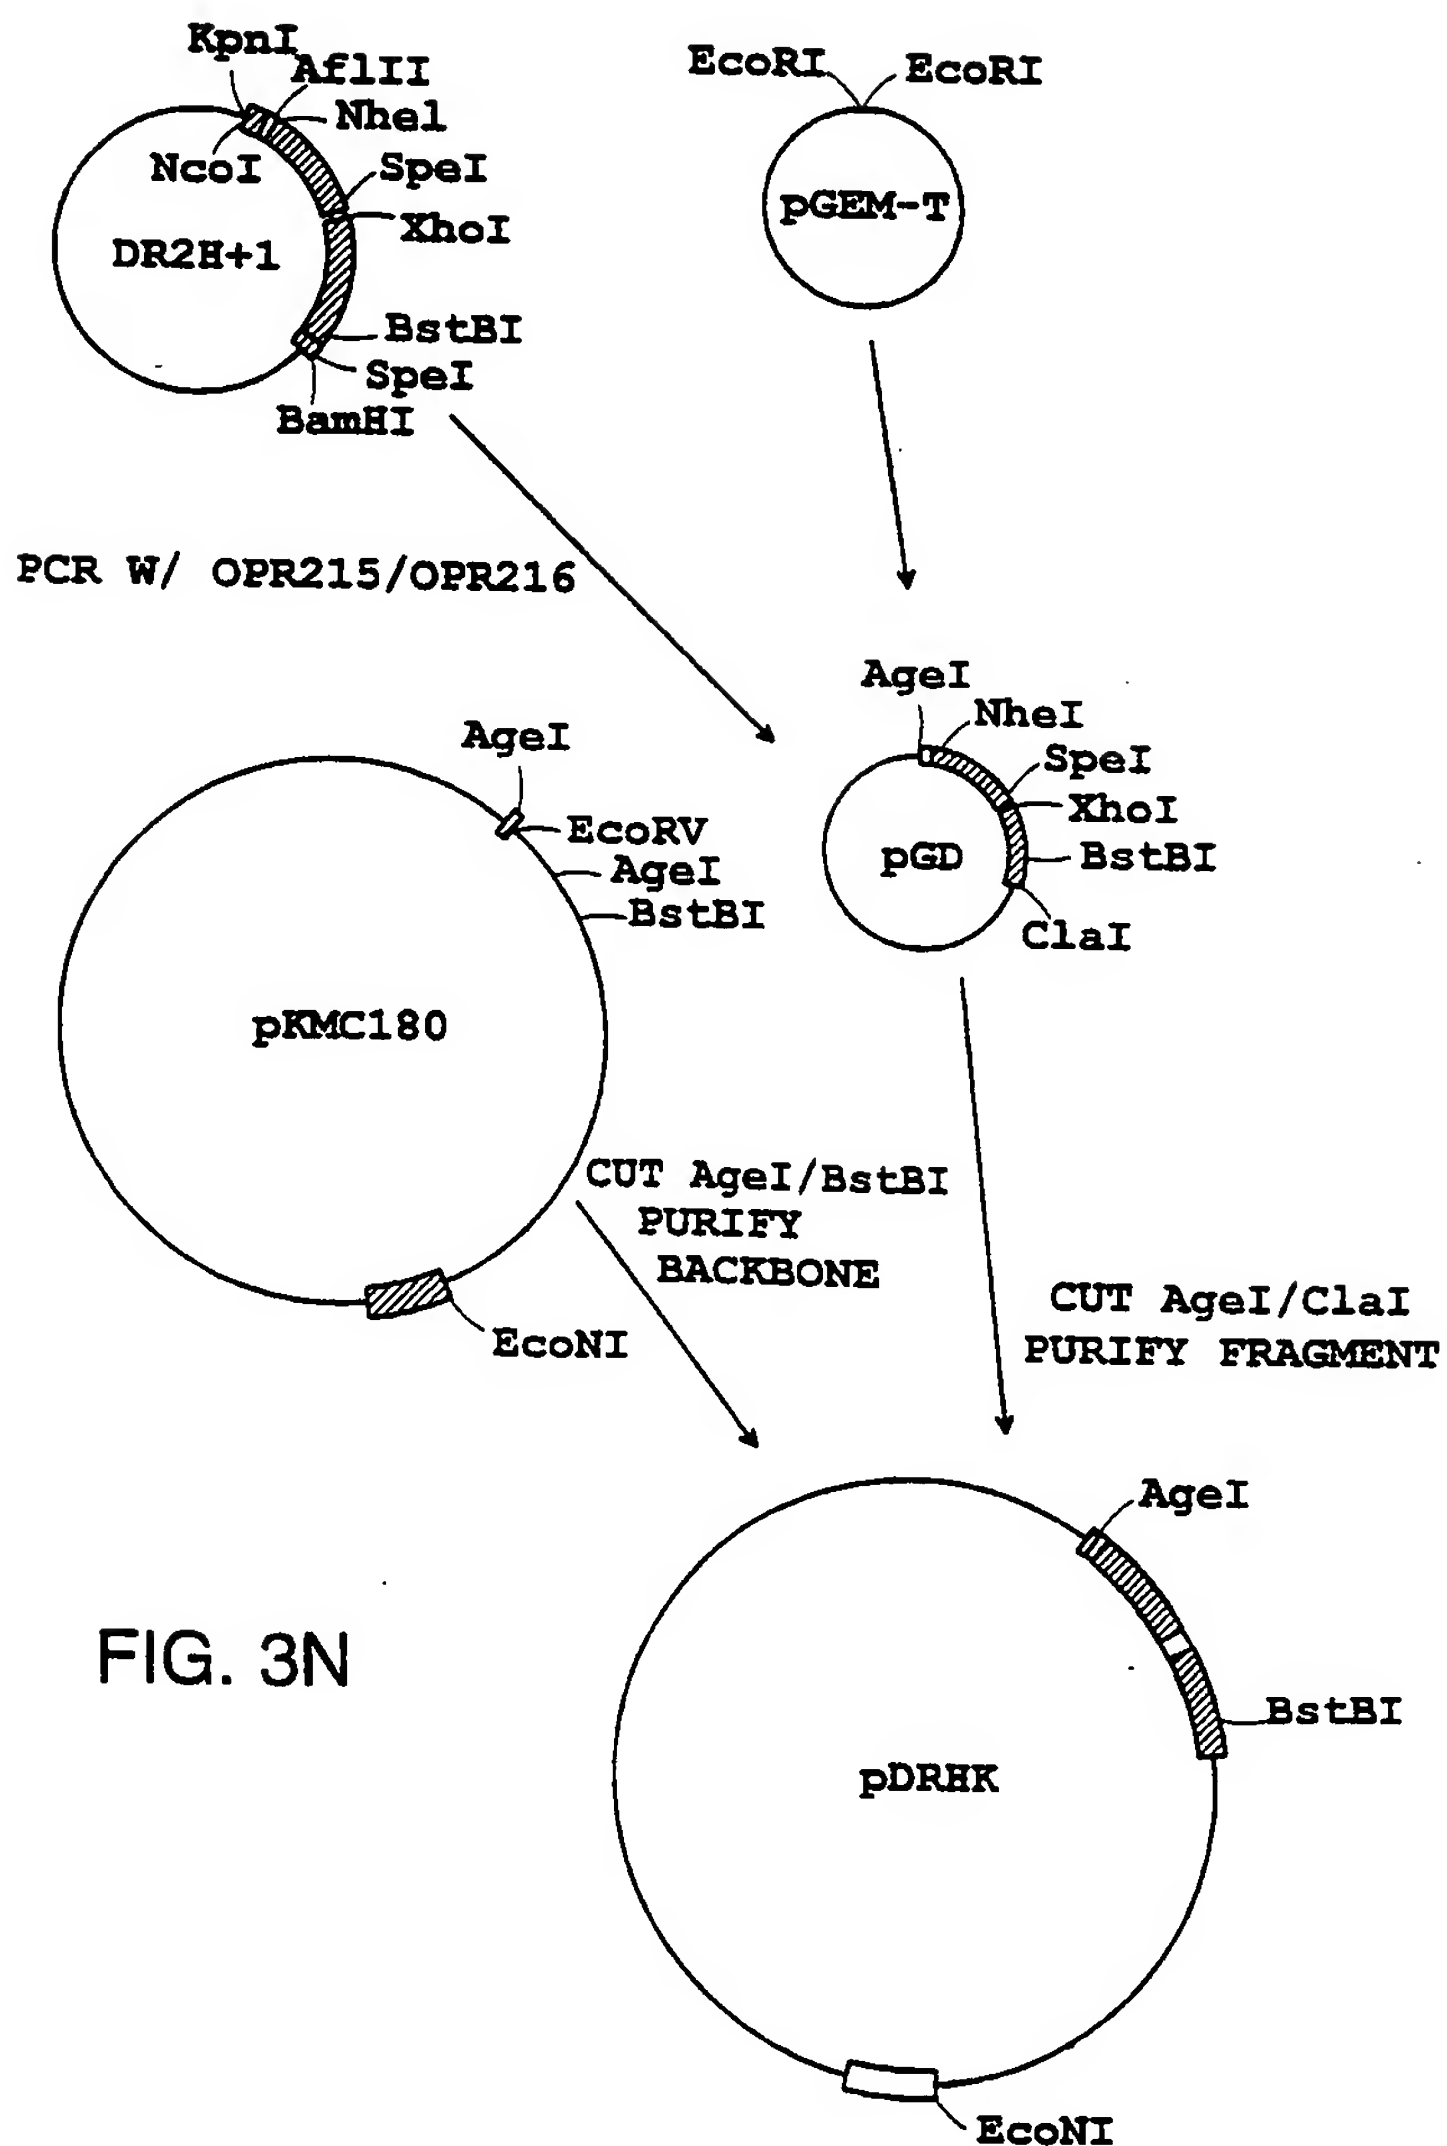 KpnI
AflII
Nhel
NcoI
SpeI
XhoI
DR2H+1
BstBI
SpeI
BamHI
EcoRI
EcoRI
pGEM-T
PCR W/ OPR215/OPR216
AgeI
NheI
SpeI
XhoI
pGD
BstBI
ClaI
AgeI
EcoRV
AgeI
BstBI
pKMC180
CUT AgeI/BstBI
PURIFY
BACKBONE
EcoNI
CUT AgeI/ClaI
PURIFY FRAGMENT
AgeI
BstBI
pDRHK
EcoNI
FIG. 3N